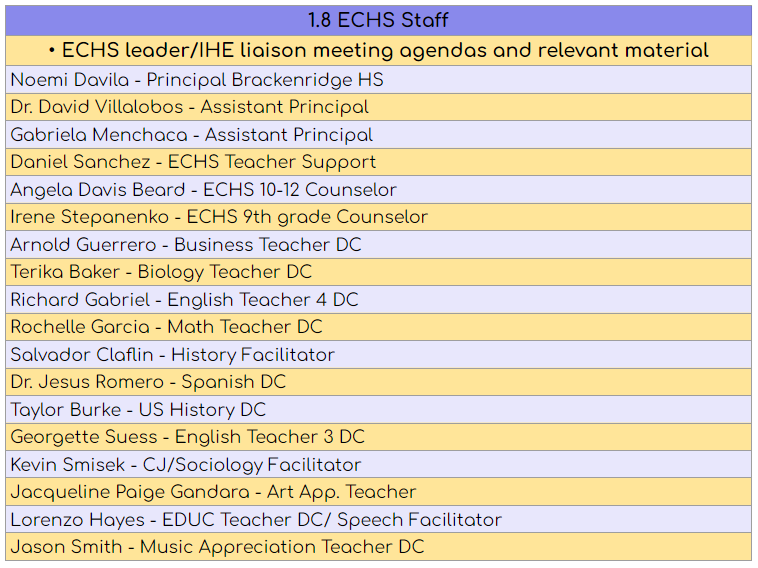 1.8 ECHS Staff
• ECHS leader/IHE liaison meeting agendas and relevant material
Noemi Davila - Principal Brackenridge HS
Dr. David Villalobos - Assistant Principal
Gabriela Menchaca - Assistant Principal
Daniel Sanchez - ECHS Teacher Support
Angela Davis Beard - ECHS 10-12 Counselor
Irene Stepanenko - ECHS 9th grade Counselor
Arnold Guerrero - Business Teacher DC
Terika Baker - Biology Teacher DC
Richard Gabriel - English Teacher 4 DC
Rochelle Garcia - Math Teacher DC
Salvador Claflin - History Facilitator
Dr. Jesus Romero - Spanish DC
Taylor Burke - US History DC
Georgette Suess - English Teacher 3 DC
Kevin Smisek - CJ/Sociology Facilitator
Jacqueline Paige Gandara - Art App. Teacher
Lorenzo Hayes - EDUC Teacher DC/ Speech Facilitator
Jason Smith - Music Appreciation Teacher DC